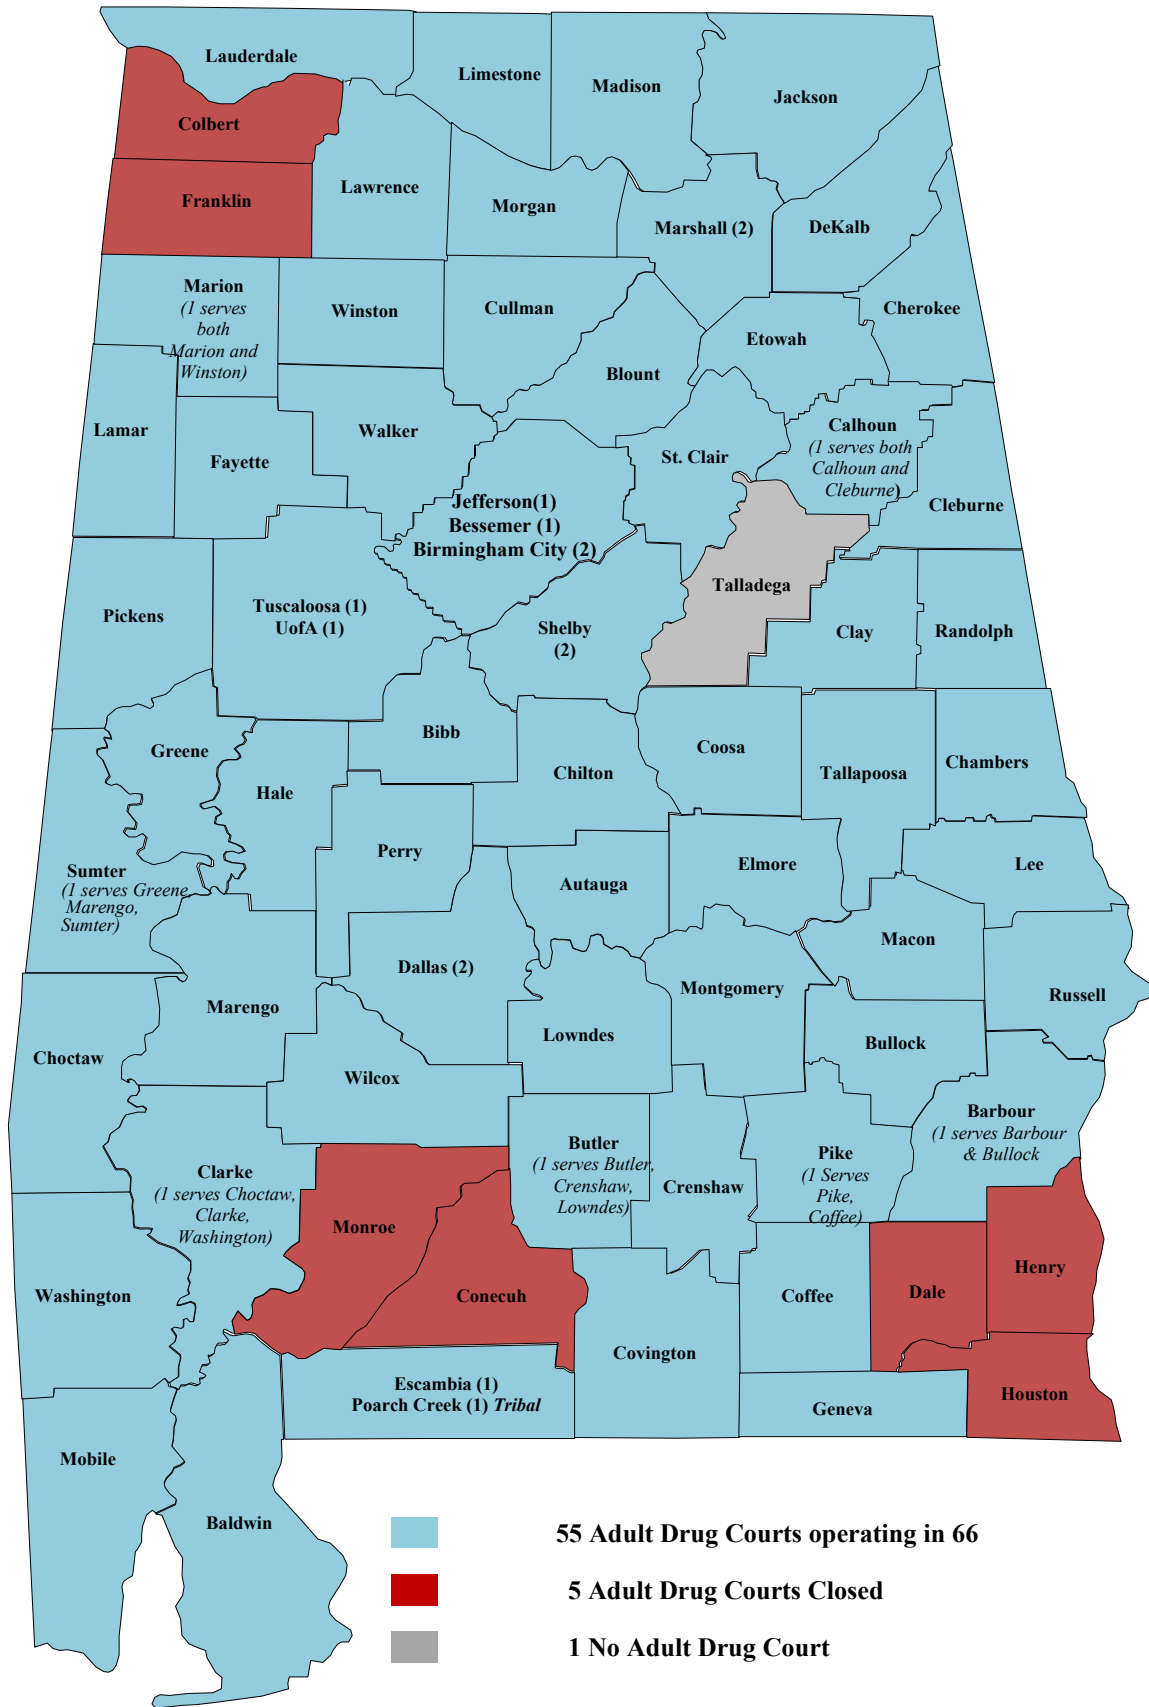 Lauderdale
Limestone
Madison
Jackson
Colbert
Franklin
Lawrence
Morgan
Marshall (2)
DeKalb
Marion
(1 serves
both
Marion and
Winston)
Winston
Cullman
Cherokee
Etowah
Blount
Lamar
Fayette
Walker
St. Clair
Calhoun
(1 serves both
Calhoun and
Cleburne)
Cleburne
Jefferson(1)
Bessemer (1)
Birmingham City (2)
Talladega
Pickens
Tuscaloosa (1)
UofA (1)
Shelby
(2)
Clay
Randolph
Greene
Hale
Bibb
Chilton
Coosa
Tallapoosa
Chambers
Sumter
(1 serves Greene,
Marengo,
Sumter)
Perry
Autauga
Elmore
Lee
Macon
Dallas (2)
Montgomery
Russell
Marengo
Lowndes
Bullock
Choctaw
Wilcox
Barbour
(1 serves Barbour
& Bullock
Clarke
(1 serves Choctaw,
Clarke,
Washington)
Butler
(1 serves Butler,
Crenshaw,
Lowndes)
Crenshaw
Pike
(1 Serves
Pike,
Coffee)
Monroe
Conecuh
Washington
Coffee
Dale
Henry
Covington
Escambia (1)
Poarch Creek (1) Tribal
Geneva
Houston
Mobile
Baldwin
55 Adult Drug Courts operating in 66
5 Adult Drug Courts Closed
1 No Adult Drug Court